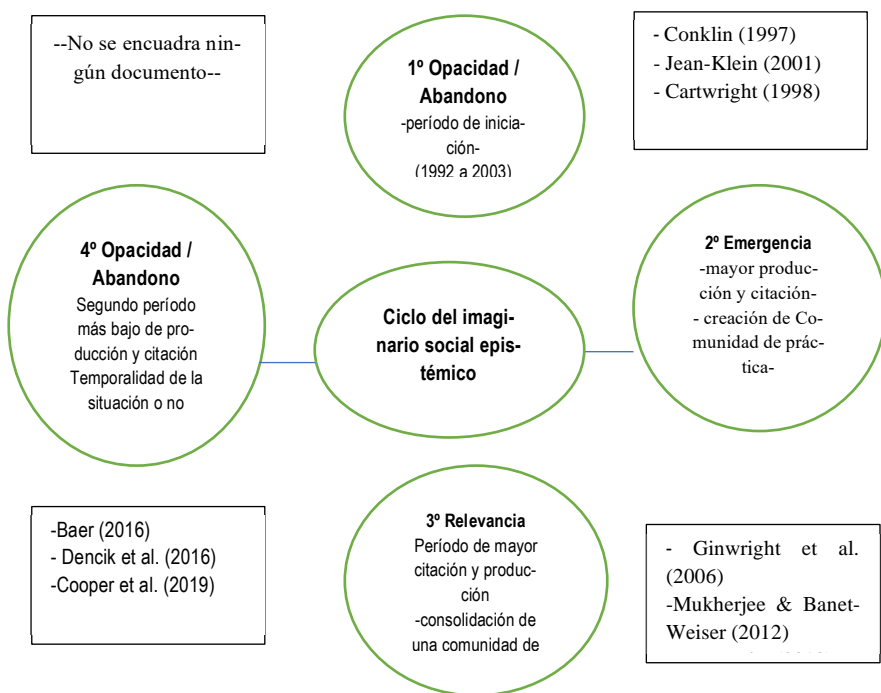 --No se encuadra nin-
gún documento--
1º Opacidad /
Abandono
-período de inicia-
ción-
(1992 a 2003)
- Conklin (1997)
- Jean-Klein (2001)
- Cartwright (1998)
4º Opacidad /
Abandono
Segundo período
más bajo de pro-
ducción y citación
Temporalidad de la
situación o no
Ciclo del imagi-
nario social epis-
témico
2º Emergencia
-mayor produc-
ción y citación-
- creación de Co-
munidad de prác-
tica-
-Baer (2016)
- Dencik et al. (2016)
-Cooper et al. (2019)
3º Relevancia
Período de mayor
citación y produc-
ción
-consolidación de
una comunidad de
- Ginwright et al.
(2006)
-Mukherjee & Banet-
Weiser (2012)